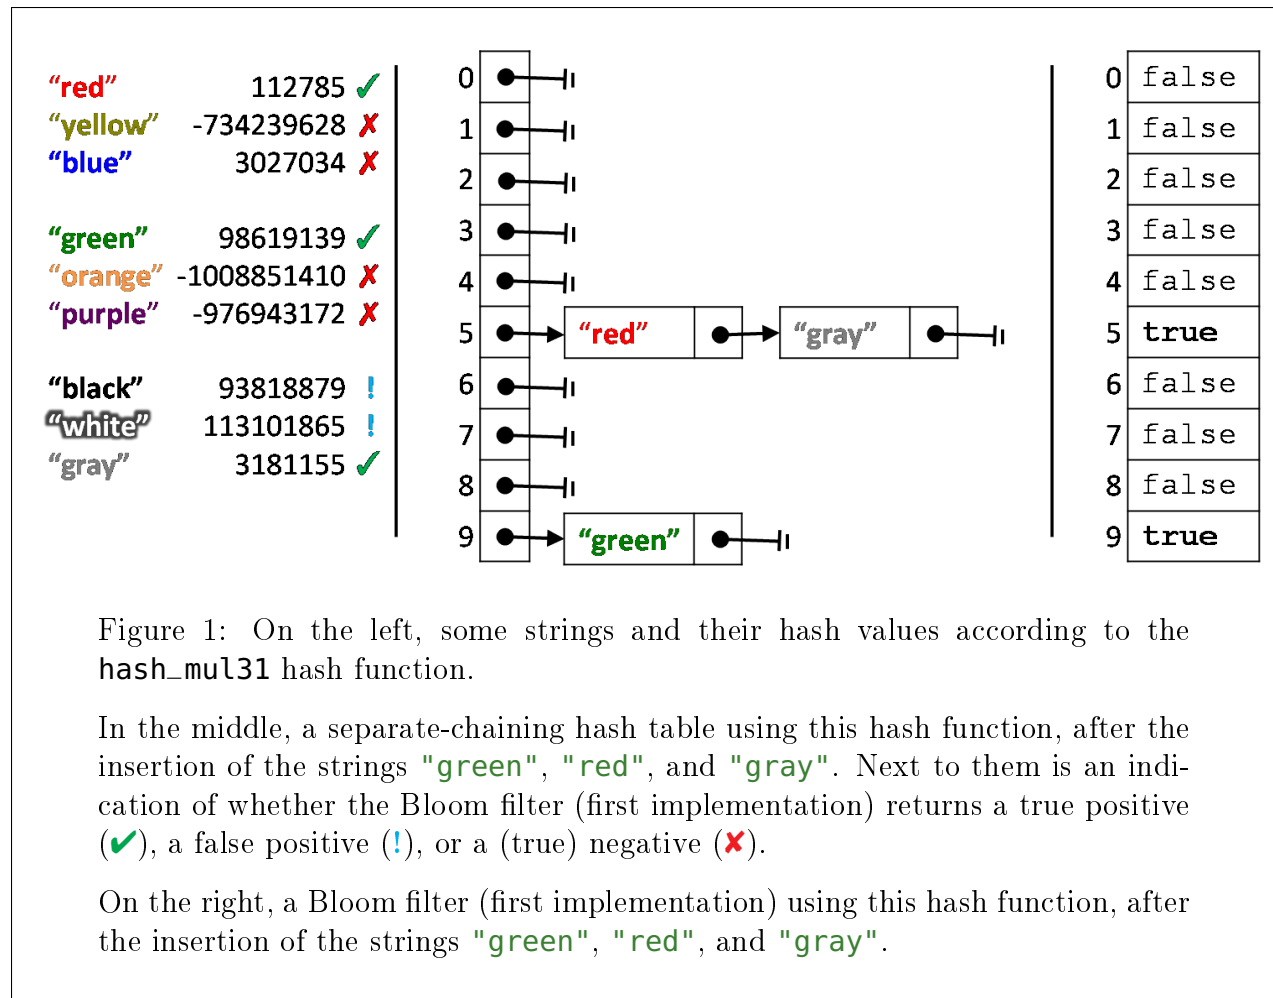 “red” 112785 ✓
“yellow” -734239628 ✗
“blue” 3027034 ✗
“green” 98619139 ✓
“orange” -1008851410 ✗
“purple” -976943172 ✗
“black” 93818879 !
“white” 113101865 !
“gray” 3181155 ✓
0
1
2
3
4
5 “red” “gray”
6
7
8
9 “green”
0 false
1 false
2 false
3 false
4 false
5 true
6 false
7 false
8 false
9 true
Figure 1: On the left, some strings and their hash values according to the
hash_mul31 hash function.
In the middle, a separate-chaining hash table using this hash function, after the
insertion of the strings "green", "red", and "gray". Next to them is an indi-
cation of whether the Bloom filter (first implementation) returns a true positive
(✔), a false positive (!), or a (true) negative (✘).
On the right, a Bloom filter (first implementation) using this hash function, after
the insertion of the strings "green", "red", and "gray".